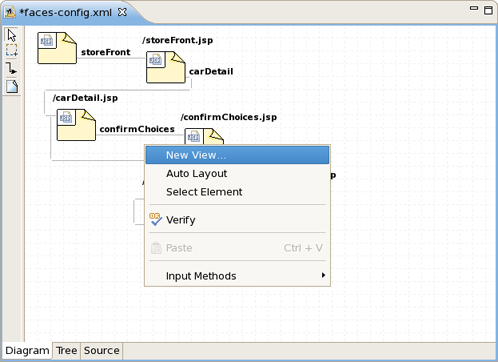 *faces-config.xml
/storeFront.jsp
storeFront
carDetail
/carDetail.jsp
/confirmChoices.jsp
confirmChoices
New View...
Auto Layout
Select Element
Verify
Paste Ctrl + V
Input Methods
Diagram Tree Source